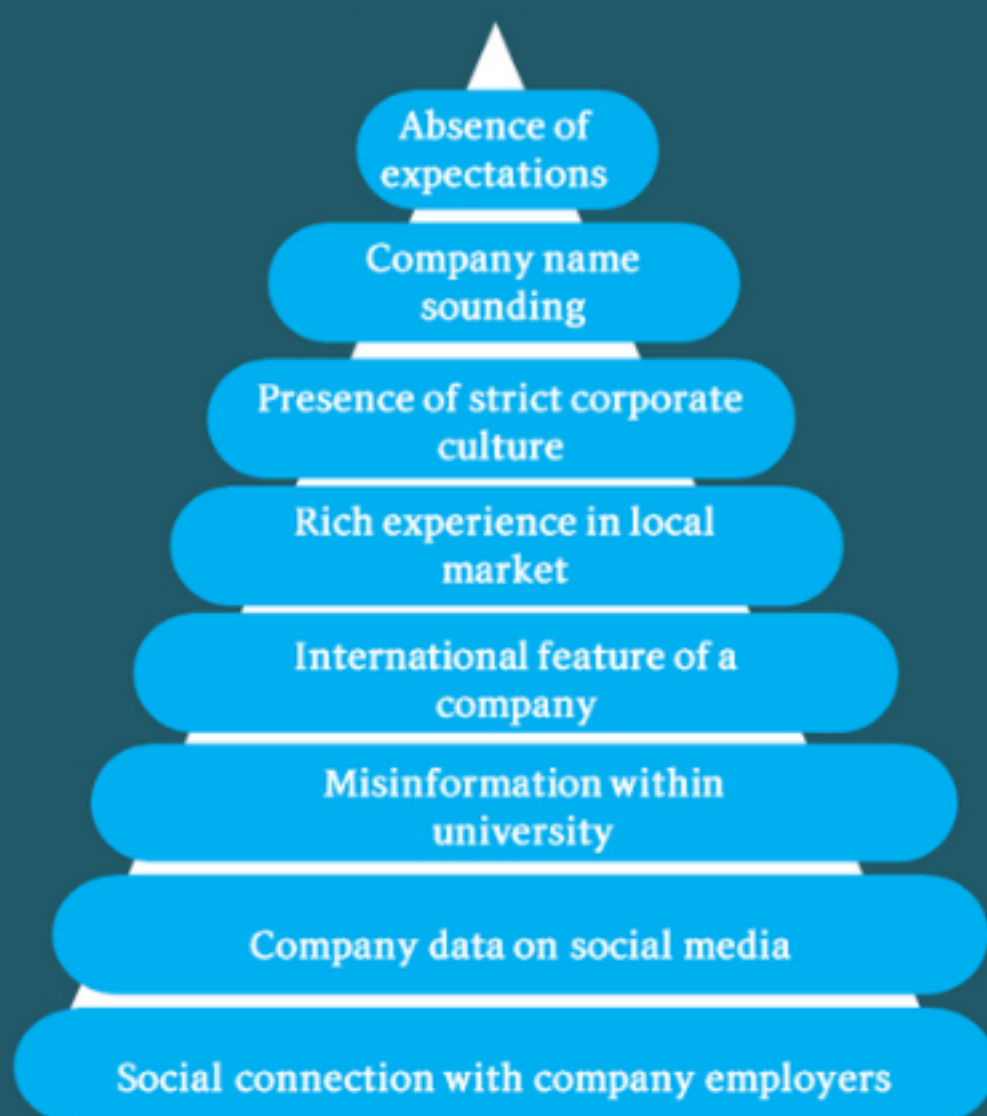 Absence of
expectations
Company name
sounding
Presence of strict corporate
culture
Rich experience in local
market
International feature of a
company
Misinformation within
university
Company data on social media
Social connection with company employers